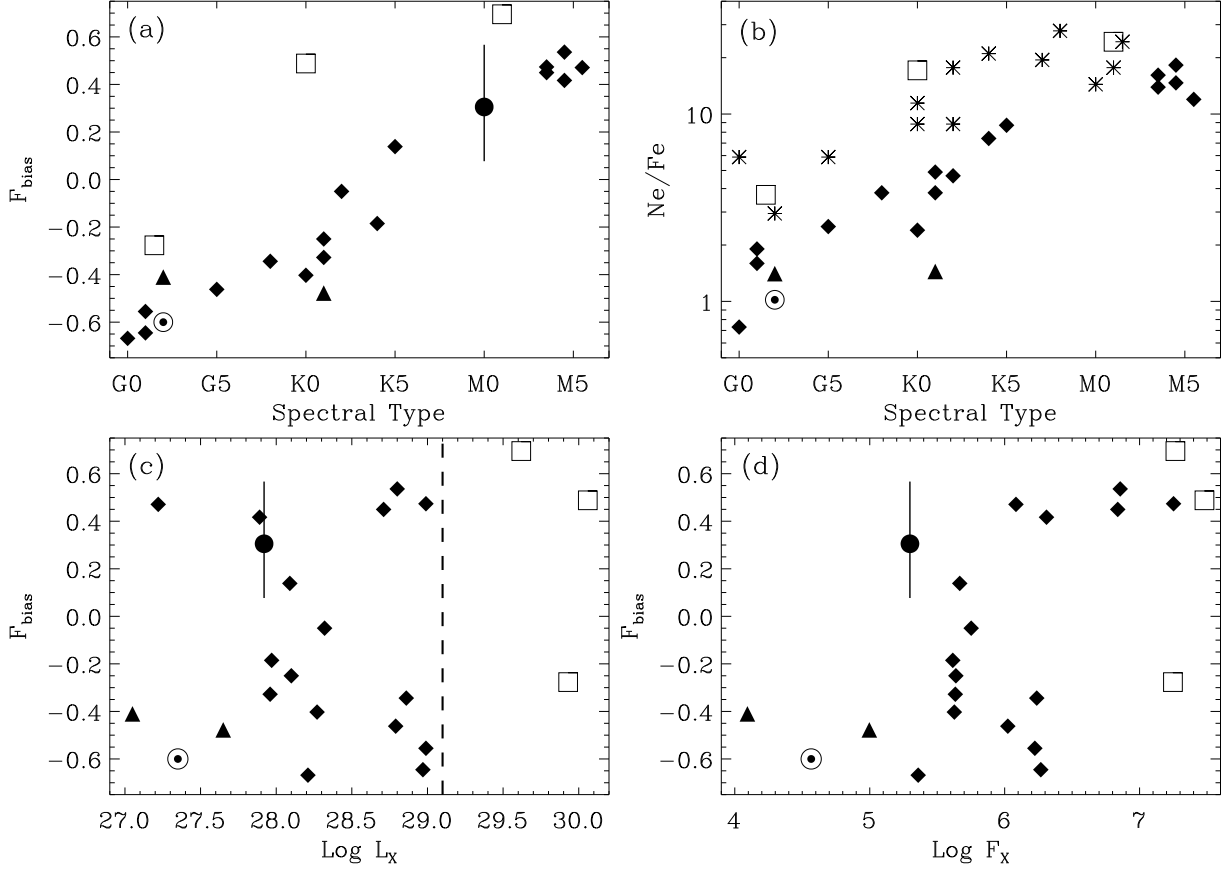 (a)
F_bias
0.6
0.4
0.2
0.0
−0.2
−0.4
−0.6
G0 G5 K0 K5 M0 M5
Spectral Type
(b)
Ne/Fe
10
1
G0 G5 K0 K5 M0 M5
Spectral Type
(c)
F_bias
0.6
0.4
0.2
0.0
−0.2
−0.4
−0.6
27.0 27.5 28.0 28.5 29.0 29.5 30.0
Log L_X
(d)
F_bias
0.6
0.4
0.2
0.0
−0.2
−0.4
−0.6
4 5 6 7
Log F_X